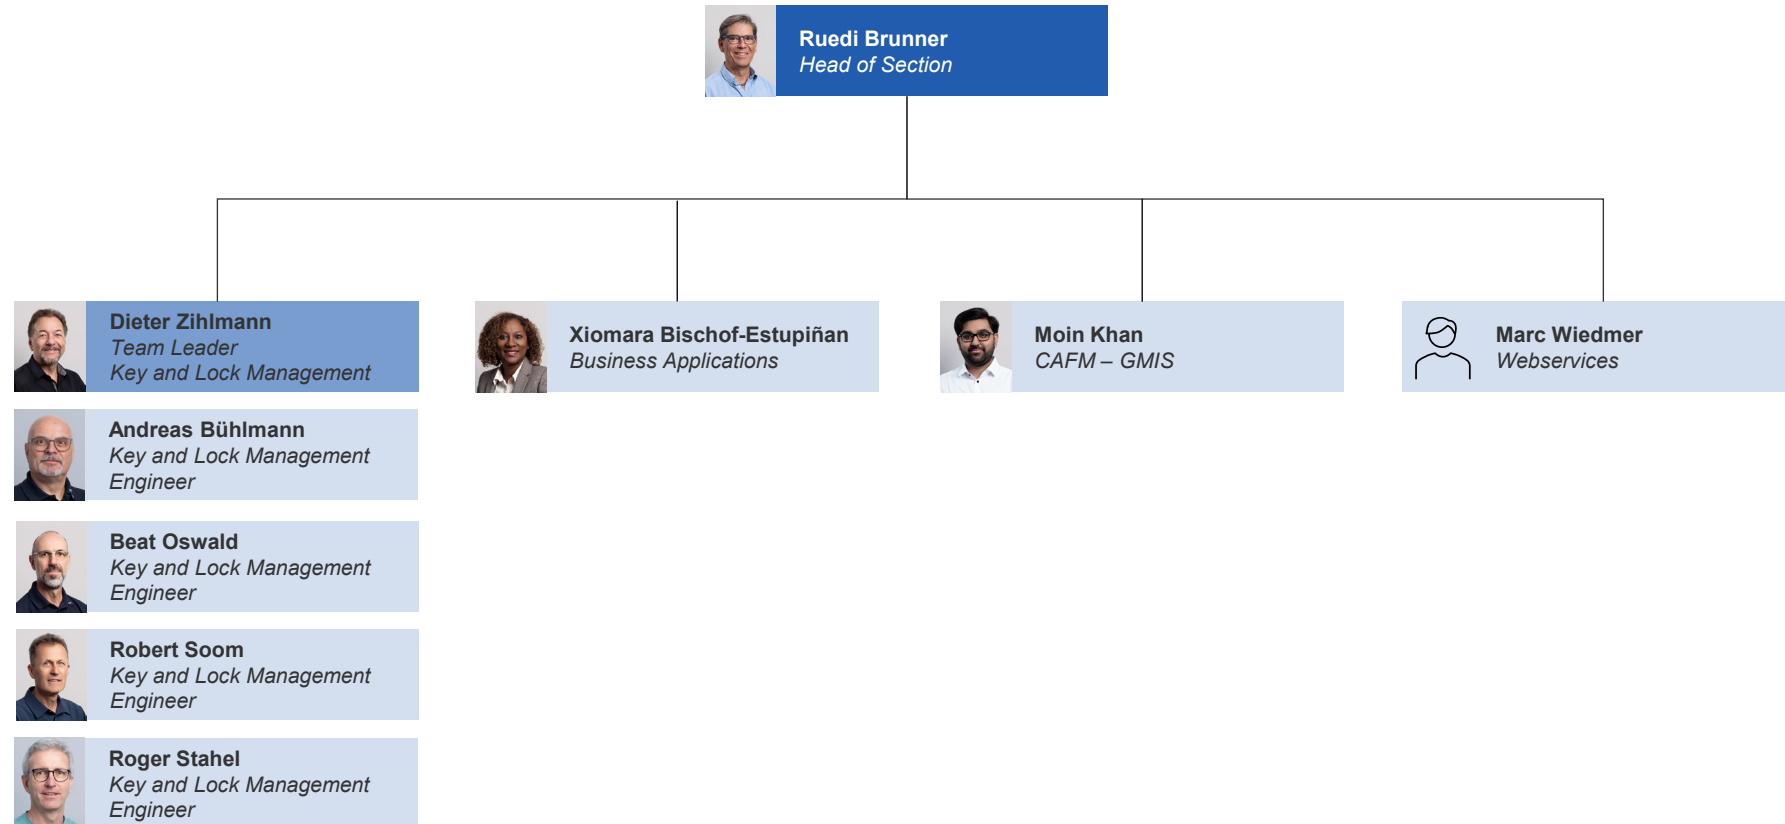 Ruedi Brunner
Head of Section
Dieter Zihlmann
Team Leader
Key and Lock Management
Xiomara Bischof-Estupiñan
Business Applications
Moin Khan
CAFM – GMIS
Marc Wiedmer
Webservices
Andreas Bühlmann
Key and Lock Management
Engineer
Beat Oswald
Key and Lock Management
Engineer
Robert Soom
Key and Lock Management
Engineer
Roger Stahel
Key and Lock Management
Engineer